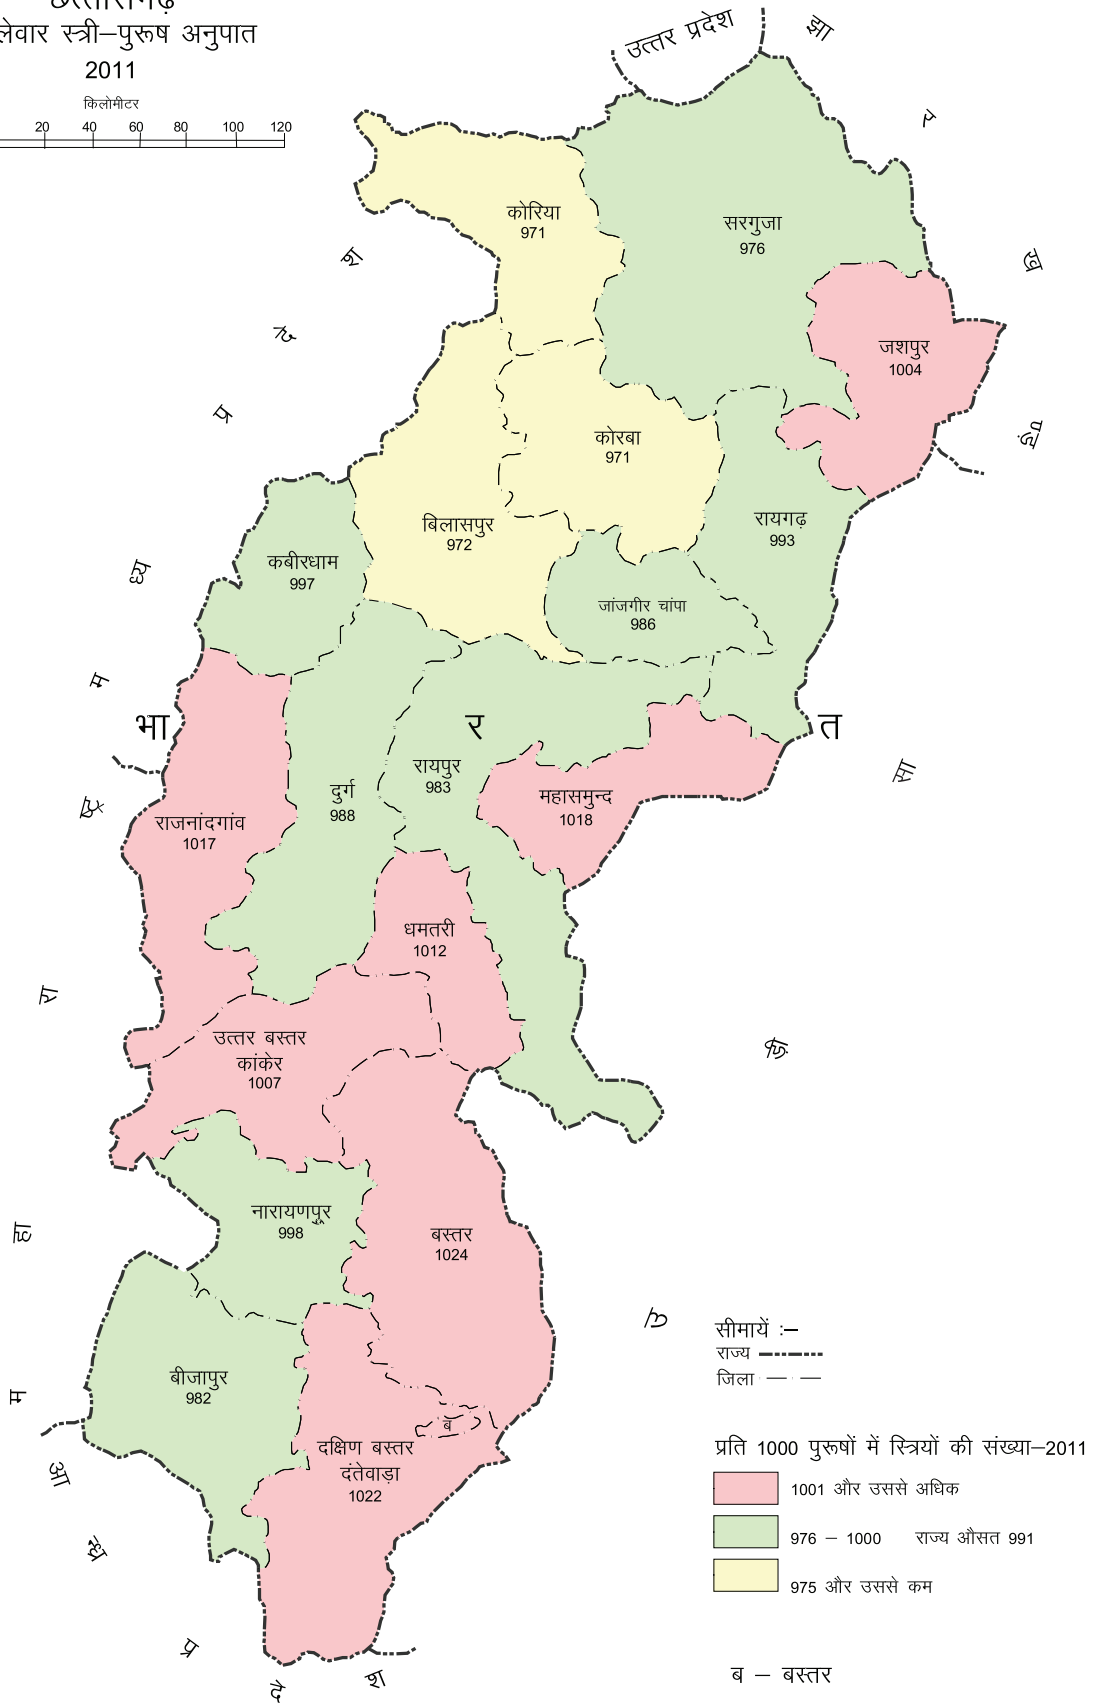 छत्तीसगढ़
लेवार स्त्री–पुरूष अनुपात
2011
किलोमीटर
20 40 60 80 100 120
उत्तर प्रदेश
झा
र
ख
ण्ड
कोरिया
971
सरगुजा
976
जशपुर
1004
कोरबा
971
बिलासपुर
972
रायगढ़
993
कबीरधाम
997
जांजगीर चांपा
986
भा र त
म
ध्य
प्र
दे
श
रायपुर
983
दुर्ग
988
महासमुन्द
1018
राजनांदगांव
1017
धमतरी
1012
उत्तर बस्तर
कांकेर
1007
नारायणपुर
998
बस्तर
1024
बीजापुर
982
ब
दक्षिण बस्तर
दंतेवाड़ा
1022
म
हा
रा
ष्ट्र
आ
न्ध्र
प्र
दे
श
उ
ड़ी
सा
सीमायें :–
राज्य
जिला
प्रति 1000 पुरूषों में स्त्रियों की संख्या–2011
1001 और उससे अधिक
976 – 1000 राज्य औसत 991
975 और उससे कम
ब – बस्तर